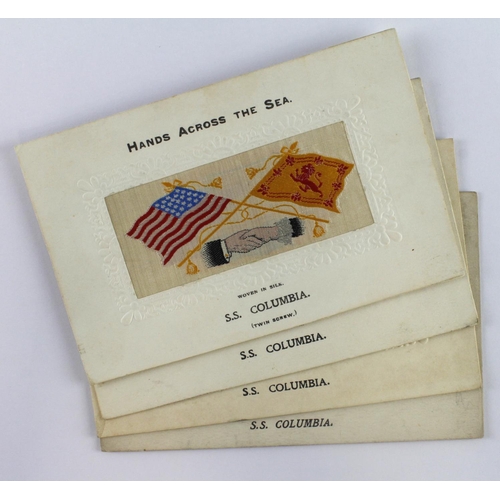 HANDS ACROSS THE SEA.
WOVEN IN SILK.
S.S. COLUMBIA.
(TWIN SCREW.)
S.S. COLUMBIA.
S.S. COLUMBIA.
S.S. COLUMBIA.